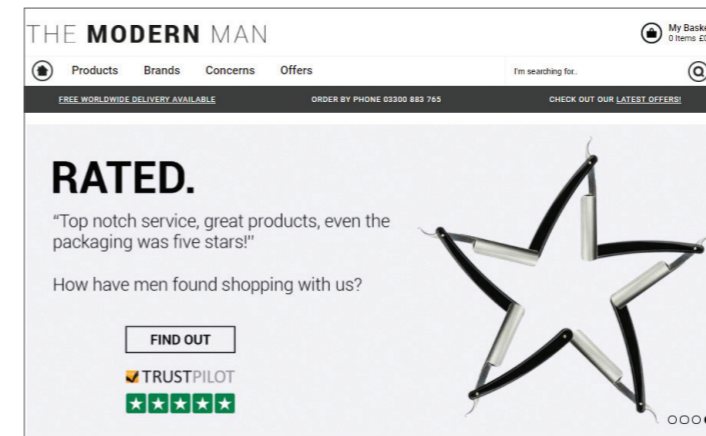 THE MODERN MAN
My Baske
0 Items £0
Products Brands Concerns Offers I'm searching for..
FREE WORLDWIDE DELIVERY AVAILABLE ORDER BY PHONE 03300 883 765 CHECK OUT OUR LATEST OFFERS!
RATED.
“Top notch service, great products, even the
packaging was five stars!”
How have men found shopping with us?
FIND OUT
TRUSTPILOT